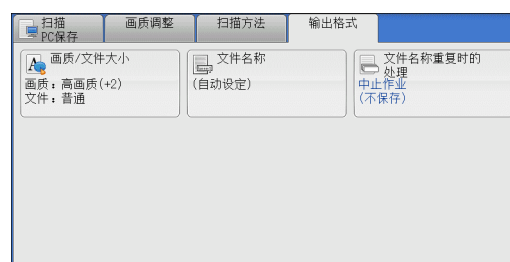 扫描
PC保存
画质调整
扫描方法
输出格式
画质/文件大小
画质：高画质(+2)
文件：普通
文件名称
(自动设定)
文件名称重复时的
处理
中止作业
(不保存)